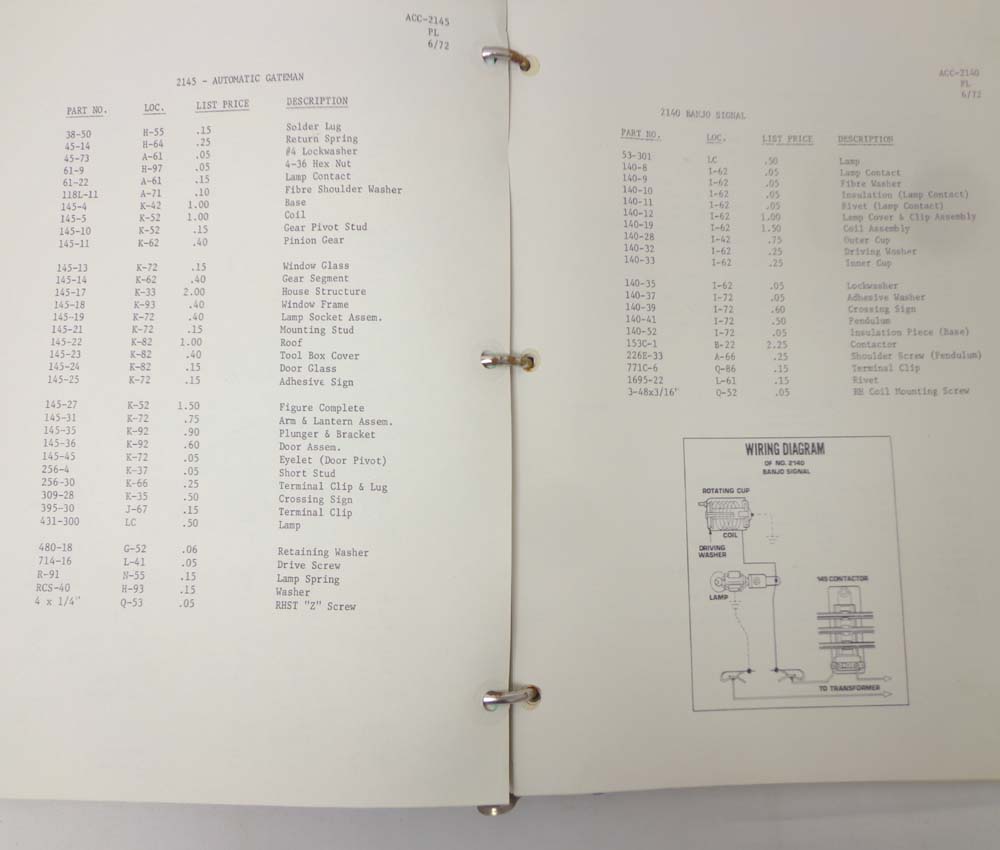 ACC-2145
PL
6/72
2145 - AUTOMATIC GATEMAN
PART NO. LOC. LIST PRICE DESCRIPTION
38-50 H-55 .15 Solder Lug
45-14 H-64 .25 Return Spring
45-73 A-61 .05 #4 Lockwasher
61-9 H-97 .05 4-36 Hex Nut
61-22 A-61 .15 Lamp Contact
118L-11 A-71 .10 Fibre Shoulder Washer
145-4 K-42 1.00 Base
145-5 K-52 1.00 Coil
145-10 K-52 .15 Gear Pivot Stud
145-11 K-62 .40 Pinion Gear
145-13 K-72 .15 Window Glass
145-14 K-62 .40 Gear Segment
145-17 K-33 2.00 House Structure
145-18 K-93 .40 Window Frame
145-19 K-72 .40 Lamp Socket Assem.
145-21 K-72 .15 Mounting Stud
145-22 K-82 1.00 Roof
145-23 K-82 .40 Tool Box Cover
145-24 K-82 .15 Door Glass
145-25 K-72 .15 Adhesive Sign
145-27 K-52 1.50 Figure Complete
145-31 K-72 .75 Arm & Lantern Assem.
145-35 K-92 .90 Plunger & Bracket
145-36 K-92 .60 Door Assem.
145-45 K-72 .05 Eyelet (Door Pivot)
256-4 K-37 .05 Short Stud
256-30 K-66 .25 Terminal Clip & Lug
309-28 K-35 .50 Crossing Sign
395-30 J-67 .15 Terminal Clip
431-300 LC .50 Lamp
480-18 G-52 .06 Retaining Washer
714-16 L-41 .05 Drive Screw
R-91 N-55 .15 Lamp Spring
RCS-40 H-93 .15 Washer
4 x 1/4" Q-53 .05 RHST "Z" Screw
ACC-2140
PL
6/72
2140 BANJO SIGNAL
PART NO. LOC. LIST PRICE DESCRIPTION
53-301 LC .50 Lamp
140-8 I-62 .05 Lamp Contact
140-9 I-62 .05 Fibre Washer
140-10 I-62 .05 Insulation (Lamp Contact)
140-11 I-62 .05 Rivet (Lamp Contact)
140-12 I-62 1.00 Lamp Cover & Clip Assembly
140-19 I-62 1.50 Coil Assembly
140-28 I-42 .75 Outer Cup
140-32 I-62 .25 Driving Washer
140-33 I-62 .25 Inner Cup
140-35 I-62 .05 Lockwasher
140-37 I-72 .05 Adhesive Washer
140-39 I-72 .60 Crossing Sign
140-41 I-72 .50 Pendulum
140-52 I-72 .05 Insulation Piece (Base)
153C-1 B-22 2.25 Contactor
226E-33 A-66 .25 Shoulder Screw (Pendulum)
771C-6 Q-86 .15 Terminal Clip
1695-22 L-61 .15 Rivet
3-48x3/16" Q-52 .05 BH Coil Mounting Screw
WIRING DIAGRAM
OF NO. 2140
BANJO SIGNAL
ROTATING CUP
COIL
DRIVING
WASHER
LAMP
145 CONTACTOR
TO TRANSFORMER